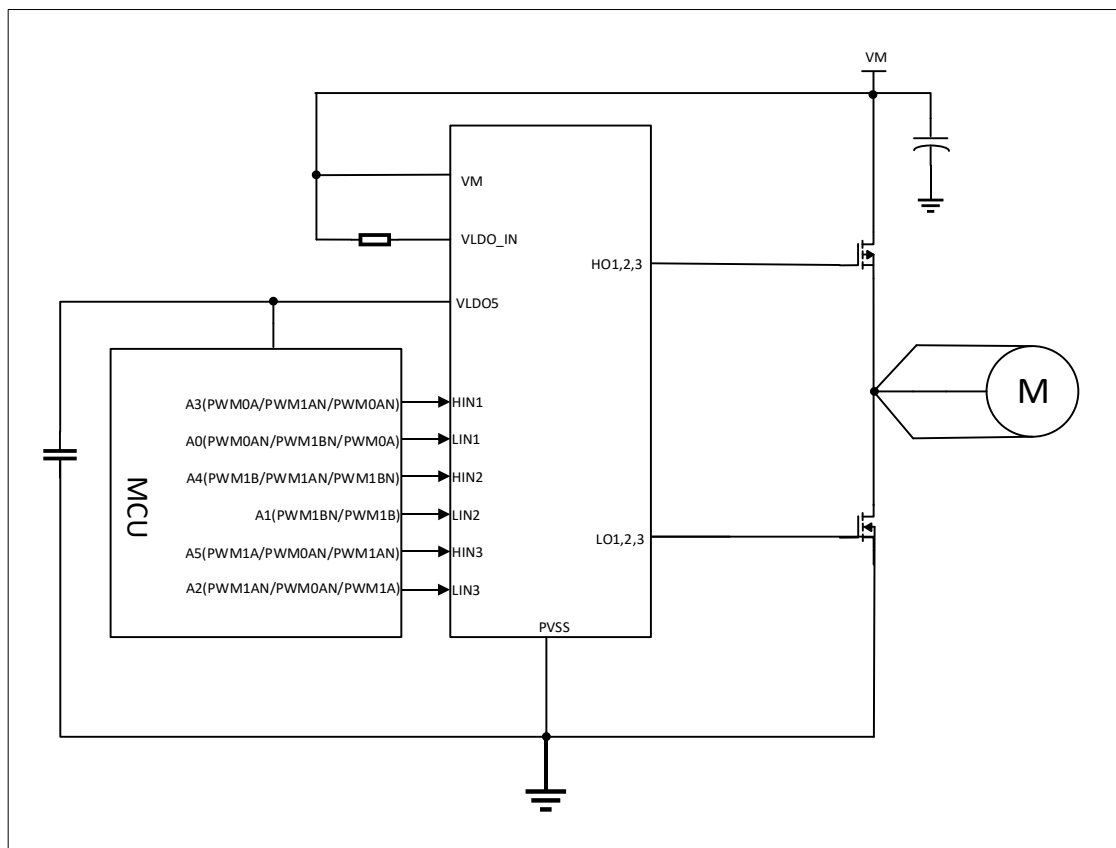 VM
VM
VLDO_IN
HO1,2,3
VLDO5
A3(PWM0A/PWM1AN/PWM0AN)
HIN1
A0(PWM0AN/PWM1BN/PWM0A)
LIN1
A4(PWM1B/PWM1AN/PWM1BN)
HIN2
A1(PWM1BN/PWM1B)
LIN2
A5(PWM1A/PWM0AN/PWM1AN)
HIN3
A2(PWM1AN/PWM0AN/PWM1A)
LIN3
MCU
LO1,2,3
PVSS
M